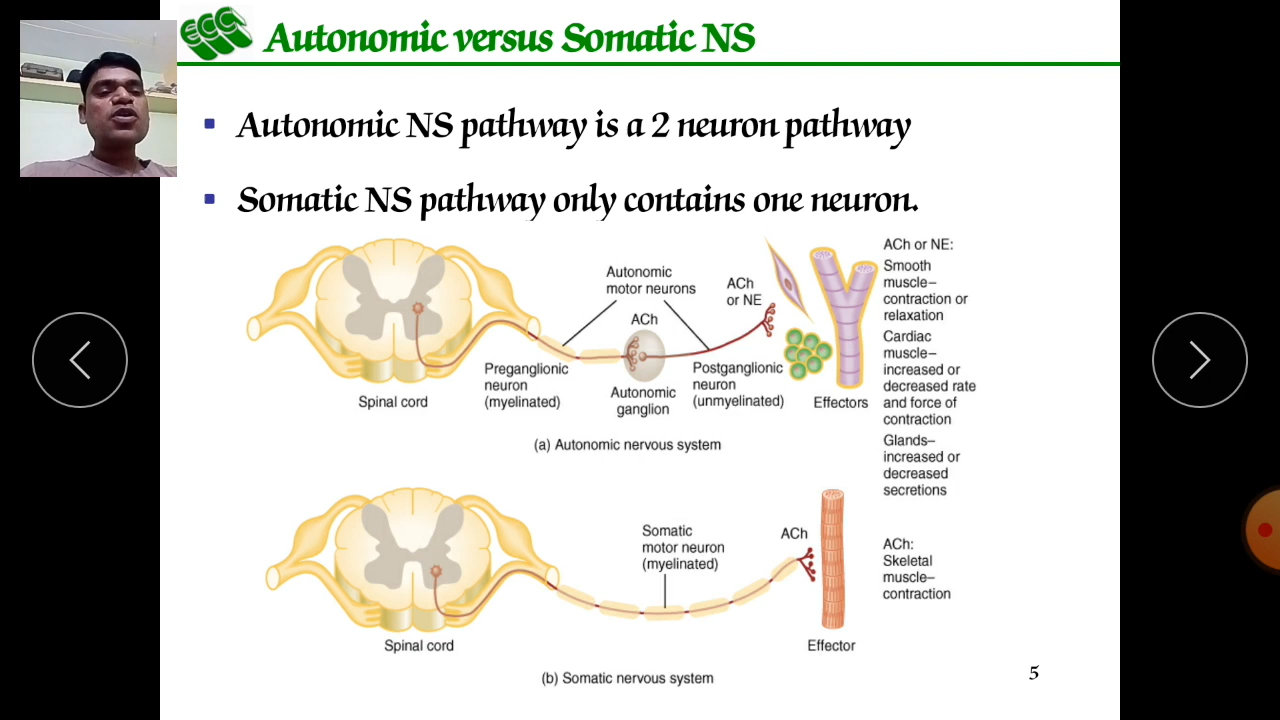 ECC
Autonomic versus Somatic NS
Autonomic NS pathway is a 2 neuron pathway
Somatic NS pathway only contains one neuron.
Autonomic
motor neurons
ACh
or NE
ACh
Preganglionic
neuron
(myelinated)
Autonomic
ganglion
Postganglionic
neuron
(unmyelinated)
Spinal cord
Effectors
ACh or NE:
Smooth
muscle–
contraction or
relaxation
Cardiac
muscle–
increased or
decreased rate
and force of
contraction
Glands–
increased or
decreased
secretions
(a) Autonomic nervous system
Somatic
motor neuron
(myelinated)
ACh
ACh:
Skeletal
muscle–
contraction
Spinal cord
Effector
(b) Somatic nervous system
5